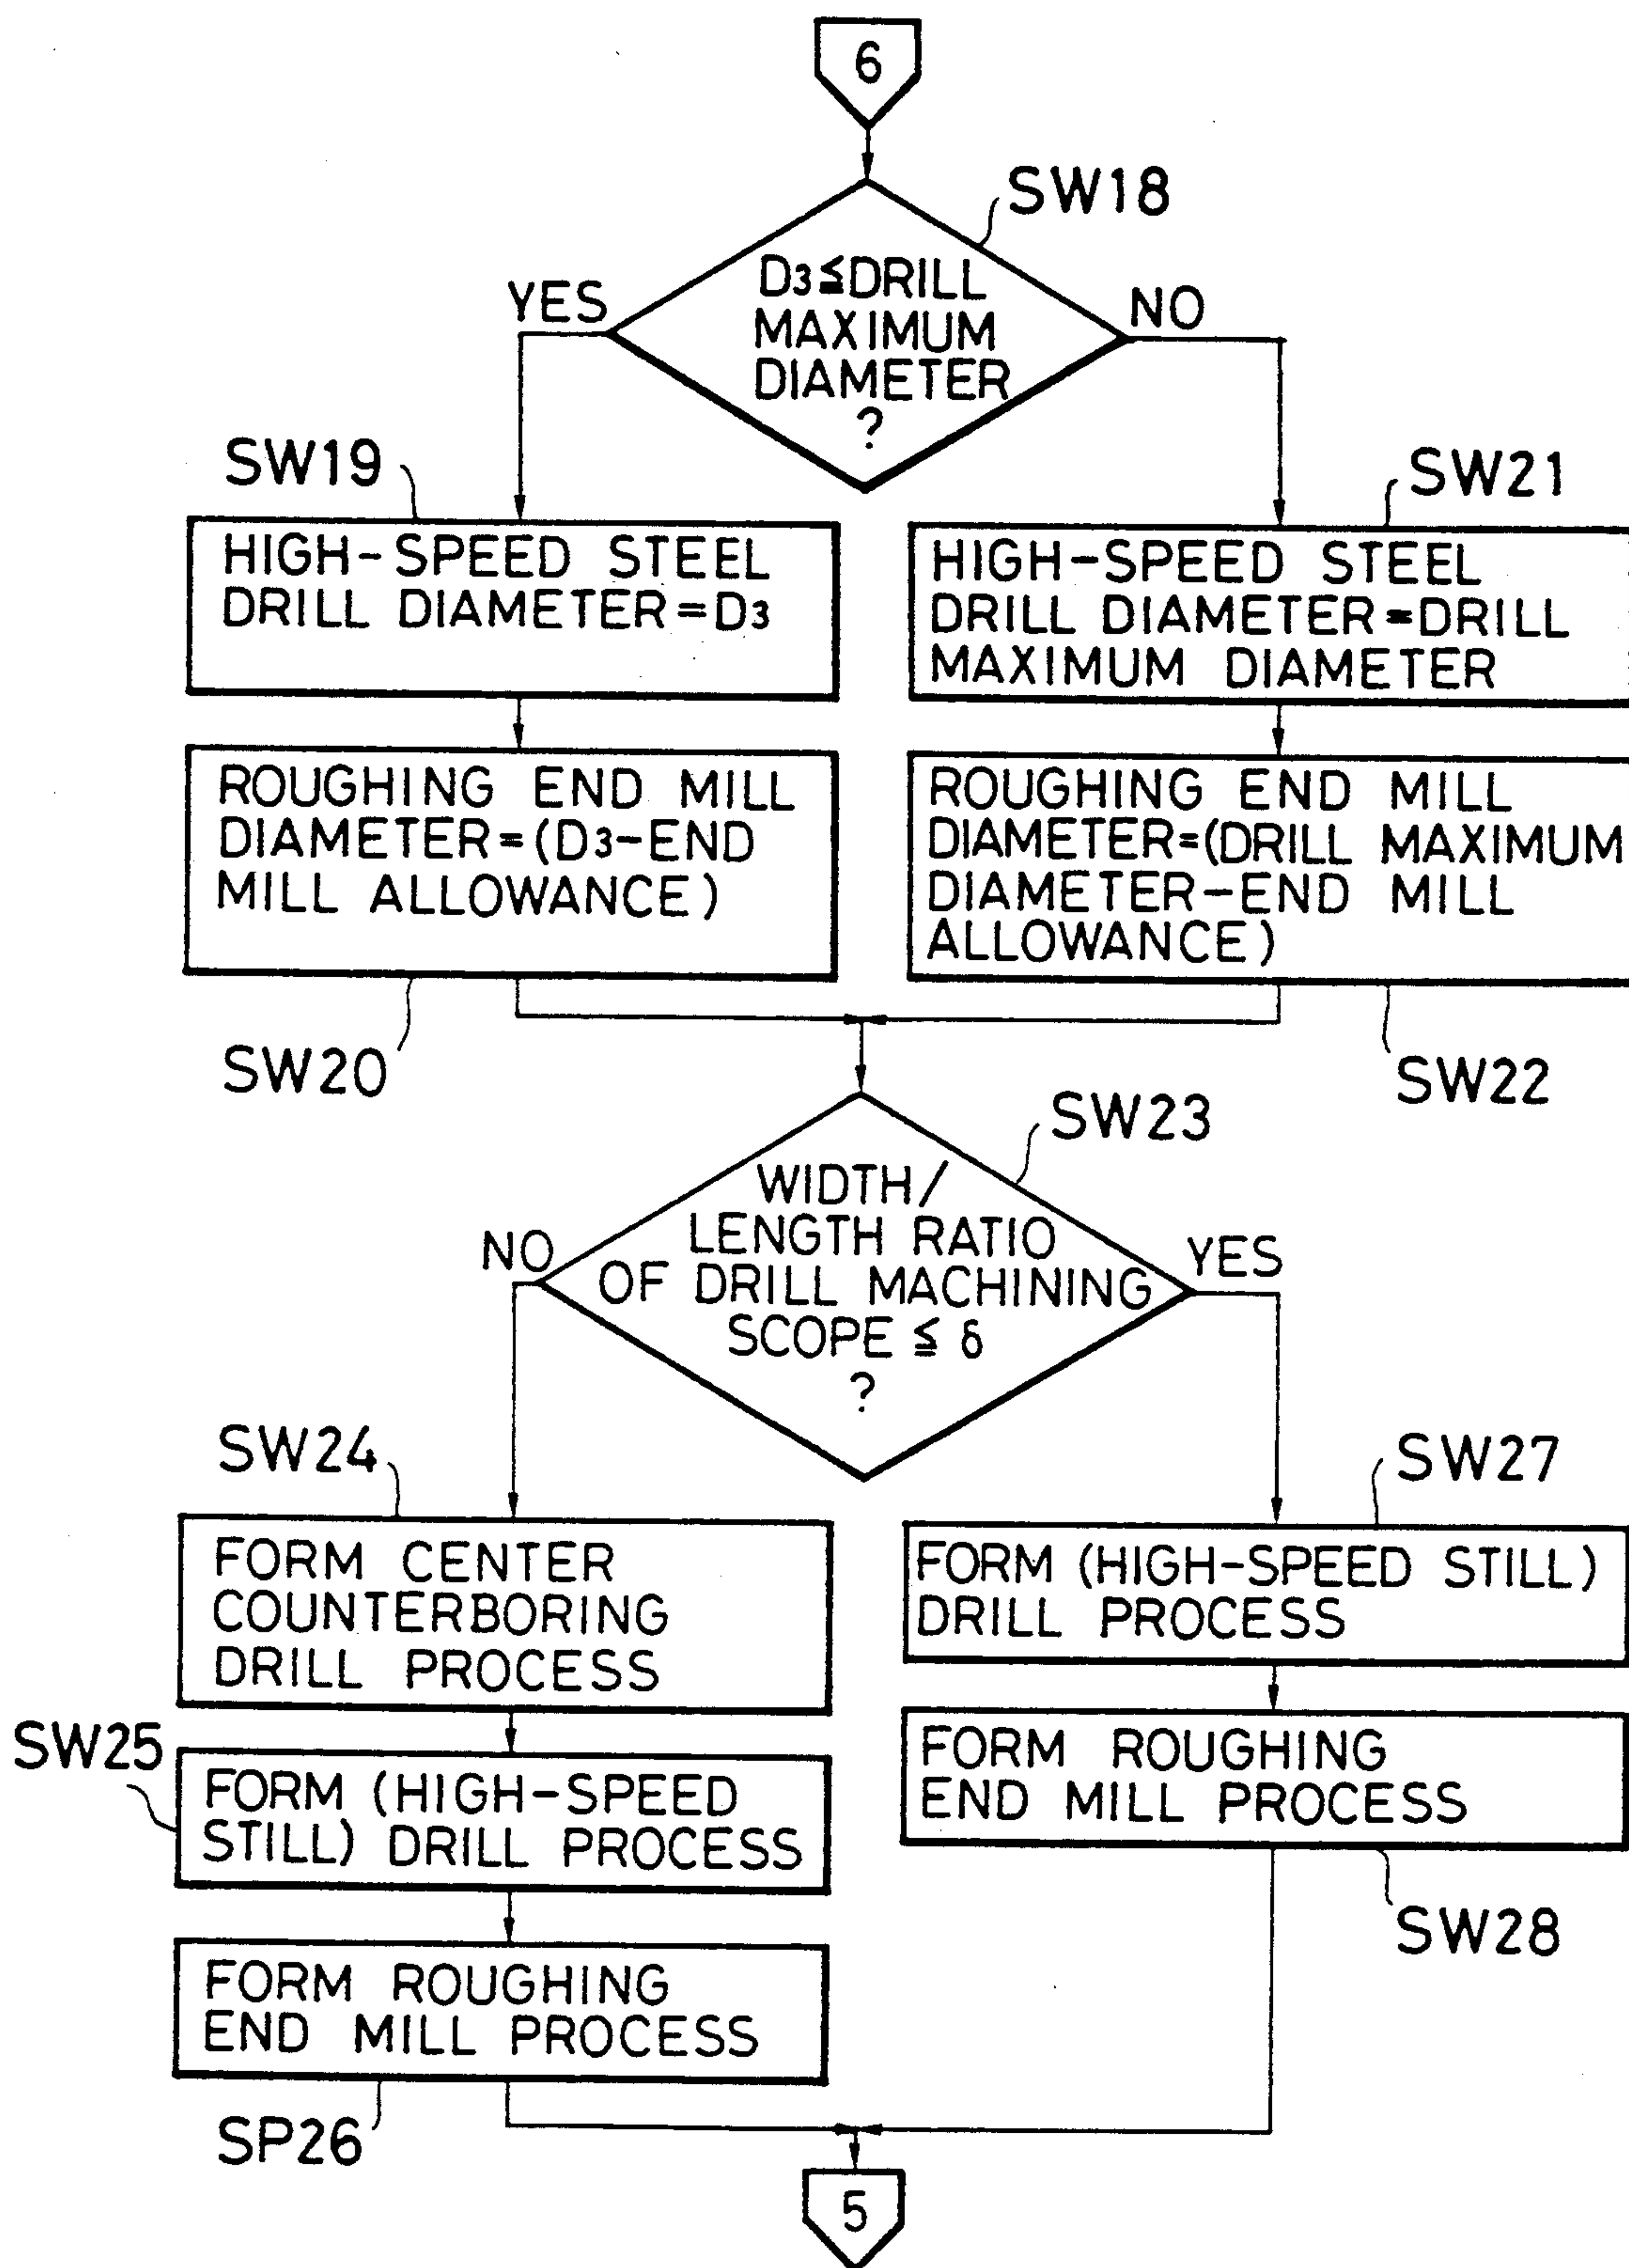 6
SW18
D3≦DRILL
MAXIMUM
DIAMETER
?
YES
NO
SW19
HIGH-SPEED STEEL
DRILL DIAMETER=D3
SW21
HIGH-SPEED STEEL
DRILL DIAMETER=DRILL
MAXIMUM DIAMETER
ROUGHING END MILL
DIAMETER=(D3-END
MILL ALLOWANCE)
SW20
ROUGHING END MILL
DIAMETER=(DRILL MAXIMUM
DIAMETER-END MILL
ALLOWANCE)
SW22
SW23
WIDTH/
LENGTH RATIO
OF DRILL MACHINING
SCOPE ≦ δ
?
NO
YES
SW24
FORM CENTER
COUNTERBORING
DRILL PROCESS
SW27
FORM (HIGH-SPEED STILL)
DRILL PROCESS
SW25
FORM (HIGH-SPEED
STILL) DRILL PROCESS
FORM ROUGHING
END MILL PROCESS
SW28
FORM ROUGHING
END MILL PROCESS
SP26
5